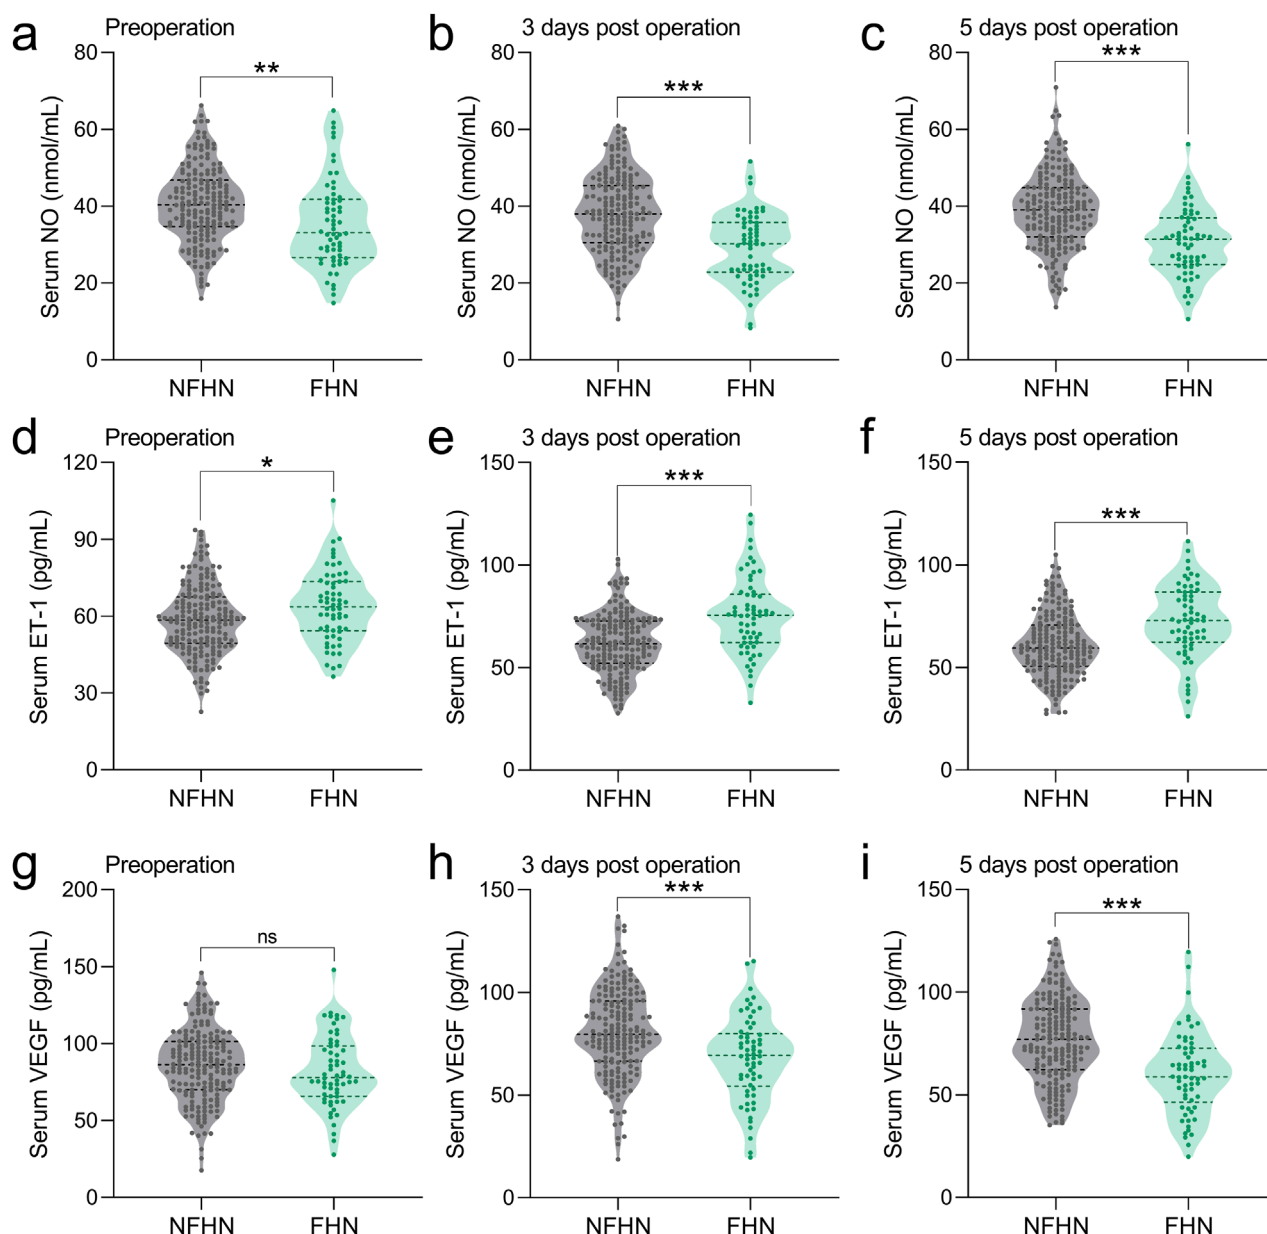 a Preoperation
80
60
40
20
0
Serum NO (nmol/mL)
**
NFHN FHN
b 3 days post operation
80
60
40
20
0
Serum NO (nmol/mL)
***
NFHN FHN
c 5 days post operation
80
60
40
20
0
Serum NO (nmol/mL)
***
NFHN FHN
d Preoperation
120
90
60
30
0
Serum ET-1 (pg/mL)
*
NFHN FHN
e 3 days post operation
150
100
50
0
Serum ET-1 (pg/mL)
***
NFHN FHN
f 5 days post operation
150
100
50
0
Serum ET-1 (pg/mL)
***
NFHN FHN
g Preoperation
200
150
100
50
0
Serum VEGF (pg/mL)
ns
NFHN FHN
h 3 days post operation
150
100
50
0
Serum VEGF (pg/mL)
***
NFHN FHN
i 5 days post operation
150
100
50
0
Serum VEGF (pg/mL)
***
NFHN FHN